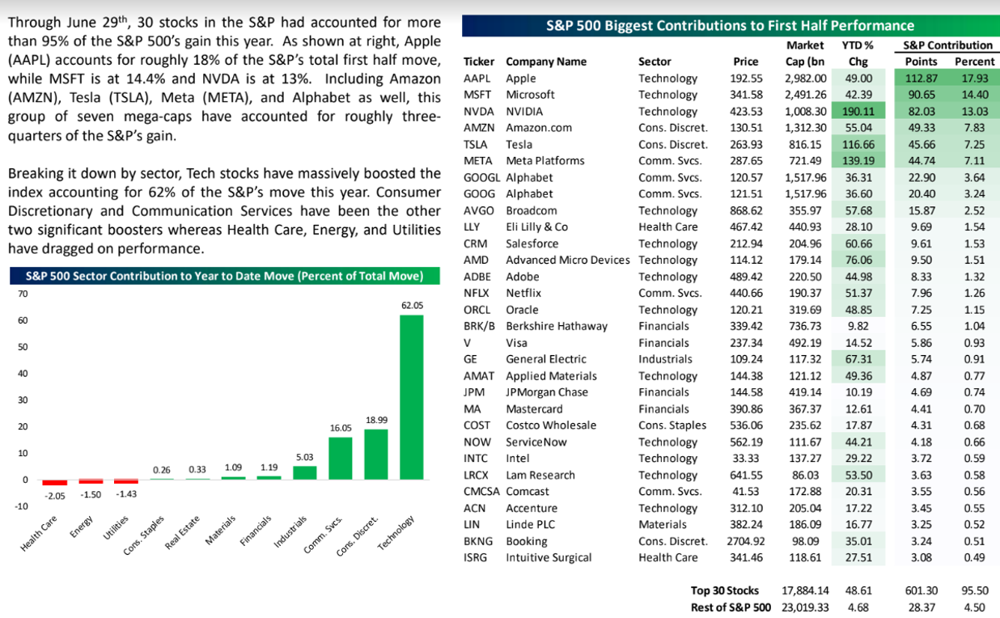 Through June 29th, 30 stocks in the S&P had accounted for more
than 95% of the S&P 500's gain this year. As shown at right, Apple
(AAPL) accounts for roughly 18% of the S&P's total first half move,
while MSFT is at 14.4% and NVDA is at 13%. Including Amazon
(AMZN), Tesla (TSLA), Meta (META), and Alphabet as well, this
group of seven mega-caps have accounted for roughly three-
quarters of the S&P's gain.
Breaking it down by sector, Tech stocks have massively boosted the
index accounting for 62% of the S&P's move this year. Consumer
Discretionary and Communication Services have been the other
two significant boosters whereas Health Care, Energy, and Utilities
have dragged on performance.
S&P 500 Sector Contribution to Year to Date Move (Percent of Total Move)
70
60
50
40
30
20
10
0
-10
-2.05 -1.50 -1.43 0.26 0.33 1.09 1.19 5.03 16.05 18.99 62.05
Health Care Energy Utilities Cons. Staples Real Estate Materials Financials Industrials Comm. Svcs. Cons. Discret. Technology
S&P 500 Biggest Contributions to First Half Performance
Market YTD % S&P Contribution
Ticker Company Name Sector Price Cap (bn Chg Points Percent
AAPL Apple Technology 192.55 2,982.00 49.00 112.87 17.93
MSFT Microsoft Technology 341.58 2,491.26 42.39 90.65 14.40
NVDA NVIDIA Technology 423.53 1,008.30 190.11 82.03 13.03
AMZN Amazon.com Cons. Discret. 130.51 1,312.30 55.04 49.33 7.83
TSLA Tesla Cons. Discret. 263.93 816.15 116.66 45.66 7.25
META Meta Platforms Comm. Svcs. 287.65 721.49 139.19 44.74 7.11
GOOGL Alphabet Comm. Svcs. 120.57 1,517.96 36.31 22.90 3.64
GOOG Alphabet Comm. Svcs. 121.51 1,517.96 36.60 20.40 3.24
AVGO Broadcom Technology 868.62 355.97 57.68 15.87 2.52
LLY Eli Lilly & Co Health Care 467.42 440.93 28.10 9.69 1.54
CRM Salesforce Technology 212.94 204.96 60.66 9.61 1.53
AMD Advanced Micro Devices Technology 114.12 179.14 76.06 9.50 1.51
ADBE Adobe Technology 489.42 220.50 44.98 8.33 1.32
NFLX Netflix Comm. Svcs. 440.66 190.37 51.37 7.96 1.26
ORCL Oracle Technology 120.21 319.69 48.85 7.25 1.15
BRK/B Berkshire Hathaway Financials 339.42 736.73 9.82 6.55 1.04
V Visa Financials 237.34 492.19 14.52 5.86 0.93
GE General Electric Industrials 109.24 117.32 67.31 5.74 0.91
AMAT Applied Materials Technology 144.38 121.12 49.36 4.87 0.77
JPM JPMorgan Chase Financials 144.58 419.14 10.19 4.69 0.74
MA Mastercard Financials 390.86 367.37 12.61 4.41 0.70
COST Costco Wholesale Cons. Staples 536.06 235.62 17.87 4.31 0.68
NOW ServiceNow Technology 562.19 111.67 44.21 4.18 0.66
INTC Intel Technology 33.33 137.27 29.22 3.72 0.59
LRCX Lam Research Technology 641.55 86.03 53.50 3.63 0.58
CMCSA Comcast Comm. Svcs. 41.53 172.88 20.31 3.55 0.56
ACN Accenture Technology 312.10 205.04 17.22 3.45 0.55
LIN Linde PLC Materials 382.24 186.09 16.77 3.25 0.52
BKNG Booking Cons. Discret. 2704.92 98.09 35.01 3.24 0.51
ISRG Intuitive Surgical Health Care 341.46 118.61 27.51 3.08 0.49
Top 30 Stocks 17,884.14 48.61 601.30 95.50
Rest of S&P 500 23,019.33 4.68 28.37 4.50